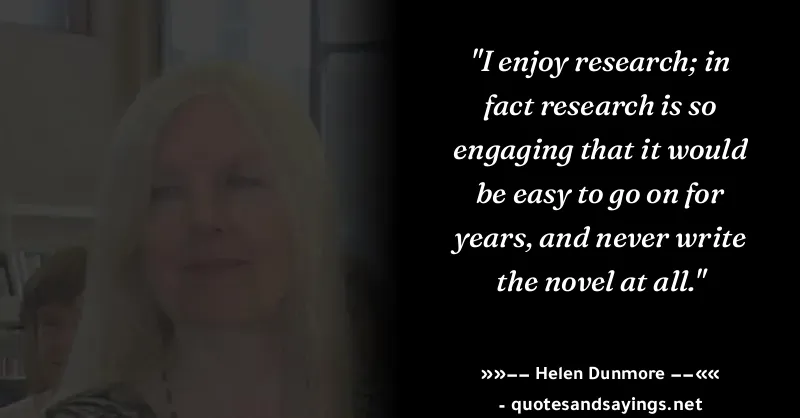 "I enjoy research; in
fact research is so
engaging that it would
be easy to go on for
years, and never write
the novel at all."
»»—— Helen Dunmore ——««
- quotesandsayings.net